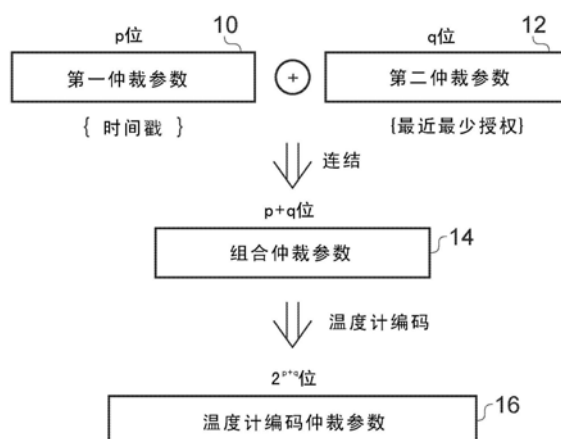 p位 10 q位 12
第一仲裁参数 + 第二仲裁参数
{ 时间戳 } {最近最少授权}
连结
p+q位
组合仲裁参数 14
温度计编码
2^{p+q}位
温度计编码仲裁参数 16